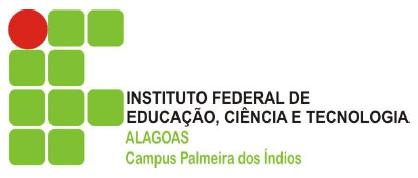 INSTITUTO FEDERAL DE
EDUCAÇÃO, CIÊNCIA E TECNOLOGIA
ALAGOAS
Campus Palmeira dos Índios